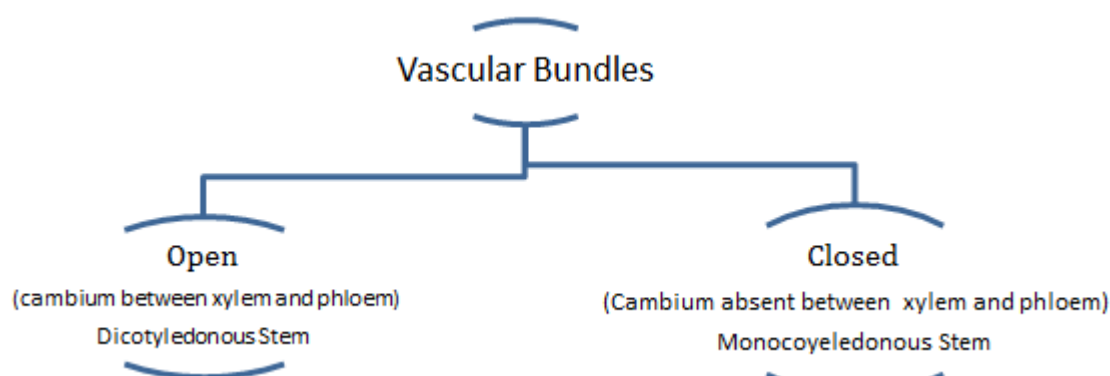 Vascular Bundles
Open
(cambium between xylem and phloem)
Dicotyledonous Stem
Closed
(Cambium absent between xylem and phloem)
Monocoyeledonous Stem